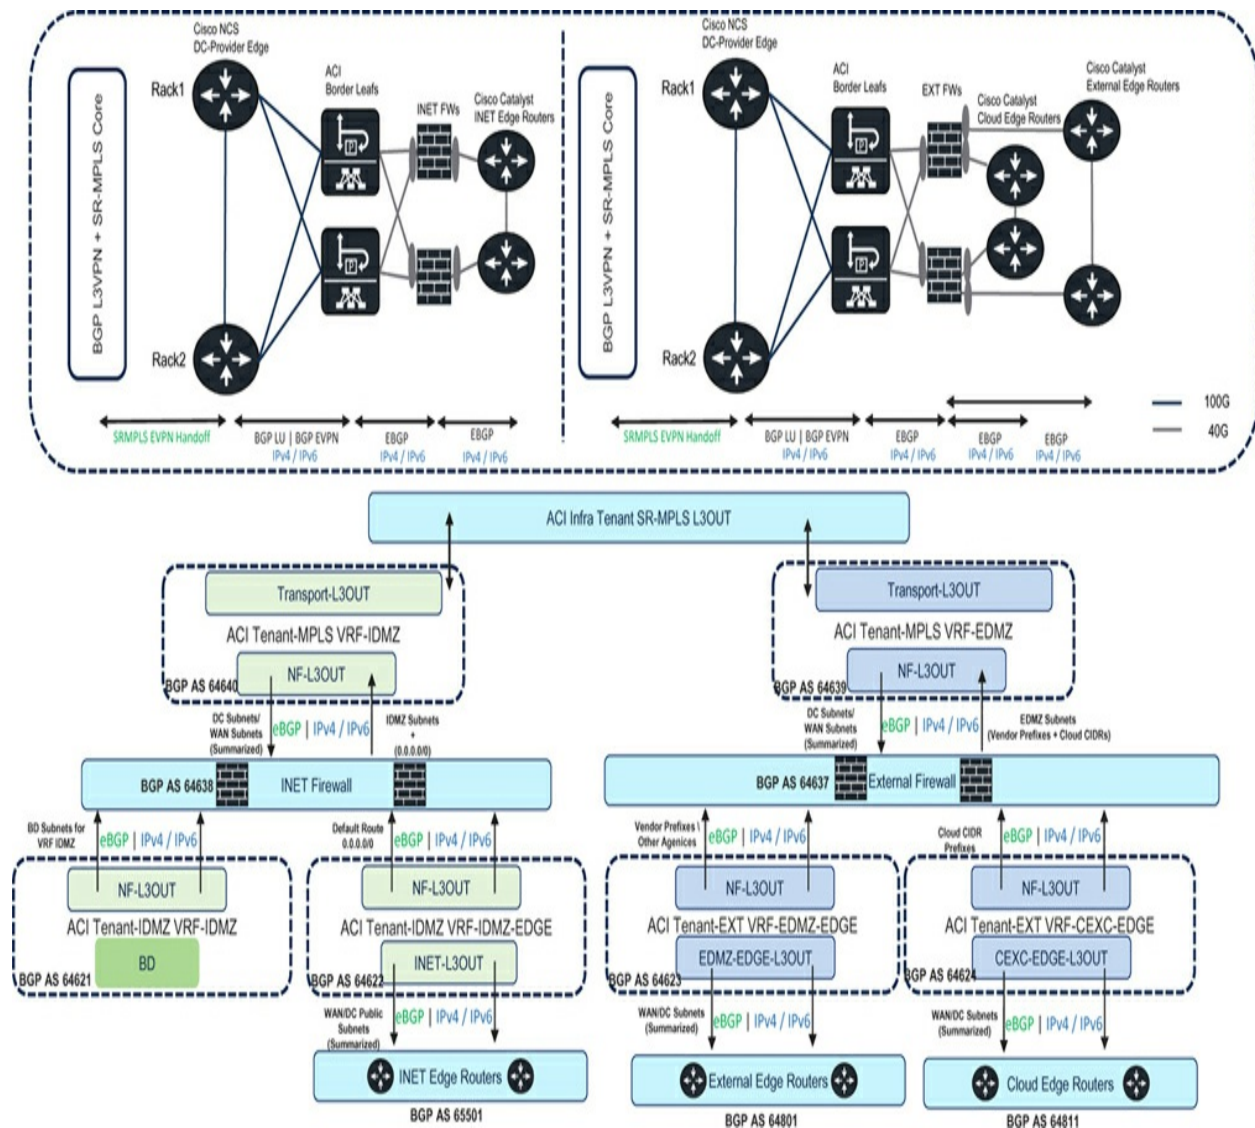 Cisco NCS
DC-Provider Edge
Rack1
ACI
Border Leafs
INET FWs
Cisco Catalyst
INET Edge Routers
BGP L3VPN + SR-MPLS Core
Rack2
SRMPLS EVPN Handoff
BGP LU | BGP EVPN
IPv4 / IPv6
EBGP
IPv4 / IPv6
EBGP
IPv4 / IPv6
Cisco NCS
DC-Provider Edge
Rack1
ACI
Border Leafs
EXT FWs
Cisco Catalyst
Cloud Edge Routers
Cisco Catalyst
External Edge Routers
BGP L3VPN + SR-MPLS Core
Rack2
SRMPLS EVPN Handoff
BGP LU | BGP EVPN
IPv4 / IPv6
EBGP
IPv4 / IPv6
EBGP
IPv4 / IPv6
EBGP
IPv4 / IPv6
100G
40G
P
P
P
P
ACI Infra Tenant SR-MPLS L3OUT
Transport-L3OUT
ACI Tenant-MPLS VRF-IDMZ
NF-L3OUT
BGP AS 64640
DC Subnets/
WAN Subnets
(Summarized)
eBGP | IPv4 / IPv6
IDMZ Subnets
+
(0.0.0.0/0)
Transport-L3OUT
ACI Tenant-MPLS VRF-EDMZ
NF-L3OUT
BGP AS 64639
DC Subnets/
WAN Subnets
(Summarized)
eBGP | IPv4 / IPv6
EDMZ Subnets
(Vendor Prefixes + Cloud CIDRs)
BGP AS 64638
INET Firewall
BGP AS 64637
External Firewall
BD Subnets for
VRF IDMZ
eBGP | IPv4 / IPv6
NF-L3OUT
ACI Tenant-IDMZ VRF-IDMZ
BD
BGP AS 64621
Default Route
0.0.0.0/0
eBGP | IPv4 / IPv6
NF-L3OUT
ACI Tenant-IDMZ VRF-IDMZ-EDGE
INET-L3OUT
BGP AS 64622
WAN/DC Public
Subnets
(Summarized)
eBGP | IPv4 / IPv6
INET Edge Routers
BGP AS 65501
Vendor Prefixes \
Other Agenices
eBGP | IPv4 / IPv6
NF-L3OUT
ACI Tenant-EXT VRF-EDMZ-EDGE
EDMZ-EDGE-L3OUT
BGP AS 64623
WAN/DC Subnets
(Summarized)
eBGP | IPv4 / IPv6
External Edge Routers
BGP AS 64801
Cloud CIDR
Prefixes
eBGP | IPv4 / IPv6
NF-L3OUT
ACI Tenant-EXT VRF-CEXC-EDGE
CEXC-EDGE-L3OUT
BGP AS 64624
WAN/DC Subnets
(Summarized)
eBGP | IPv4 / IPv6
Cloud Edge Routers
BGP AS 64811